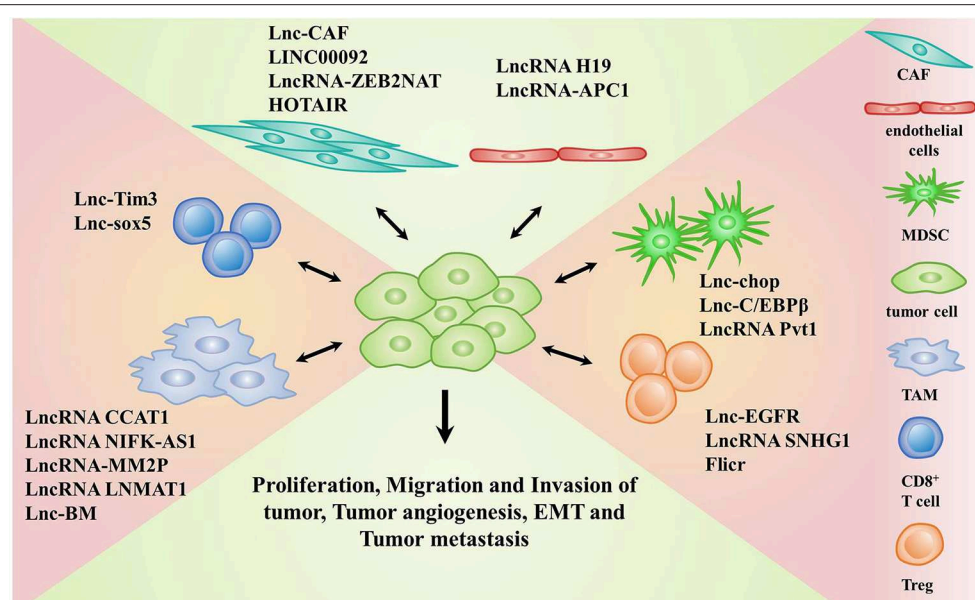 Lnc-CAF
LINC00092
LncRNA-ZEB2NAT
HOTAIR
LncRNA H19
LncRNA-APC1
Lnc-Tim3
Lnc-sox5
Lnc-chop
Lnc-C/EBPβ
LncRNA Pvt1
LncRNA CCAT1
LncRNA NIFK-AS1
LncRNA-MM2P
LncRNA LNMAT1
Lnc-BM
Lnc-EGFR
LncRNA SNHG1
Flicr
Proliferation, Migration and Invasion of
tumor, Tumor angiogenesis, EMT and
Tumor metastasis
CAF
endothelial
cells
MDSC
tumor cell
TAM
CD8⁺
T cell
Treg